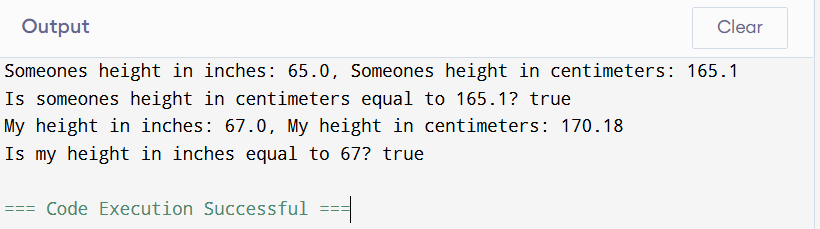 Output
Clear
Someones height in inches: 65.0, Someones height in centimeters: 165.1
Is someones height in centimeters equal to 165.1? true
My height in inches: 67.0, My height in centimeters: 170.18
Is my height in inches equal to 67? true
=== Code Execution Successful ===